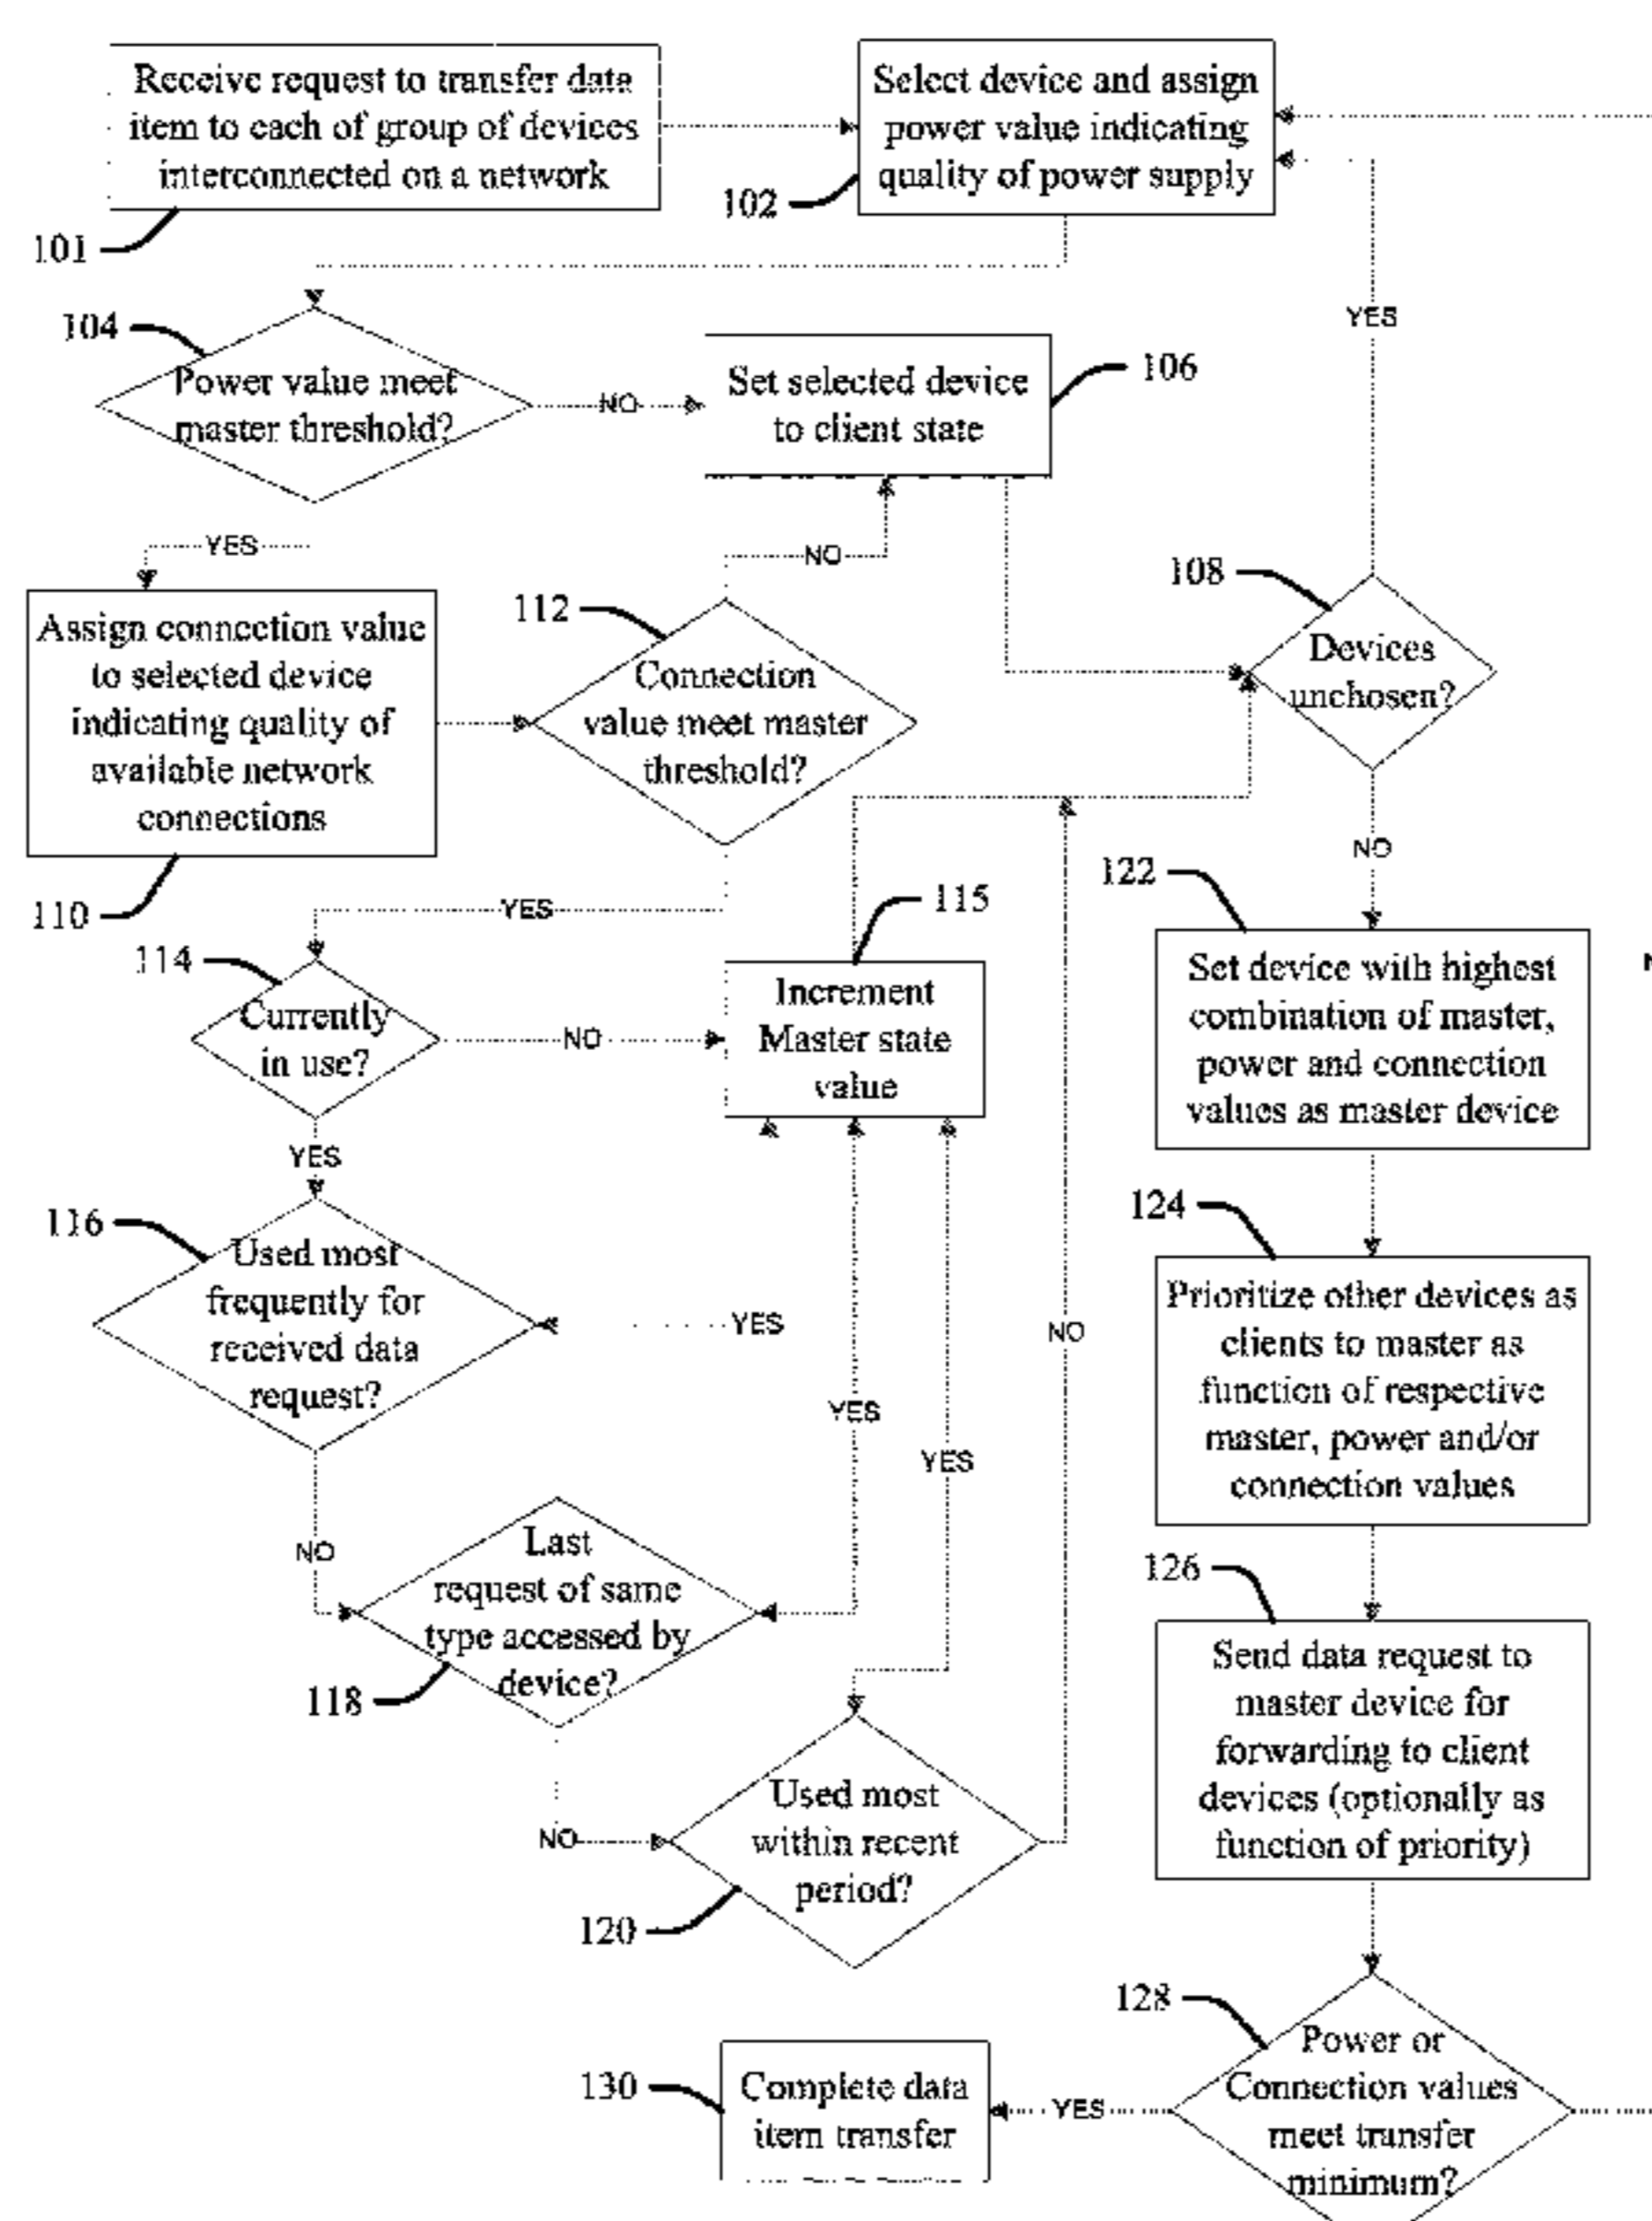 Receive request to transfer data
item to each of group of devices
interconnected on a network
101
Select device and assign
power value indicating
quality of power supply
102
104
Power value meet
master threshold?
NO
Set selected device
to client state
106
YES
YES
Assign connection value
to selected device
indicating quality of
available network
connections
110
112
Connection
value meet master
threshold?
NO
108
Devices
unchosen?
NO
YES
114
Currently
in use?
NO
115
Increment
Master state
value
122
Set device with highest
combination of master,
power and connection
values as master device
YES
116
Used most
frequently for
received data
request?
YES
NO
124
Prioritize other devices as
clients to master as
function of respective
master, power and/or
connection values
YES
YES
NO
Last
request of same
type accessed by
device?
118
126
Send data request to
master device for
forwarding to client
devices (optionally as
function of priority)
NO
Used most
within recent
period?
120
128
Power or
Connection values
meet transfer
minimum?
YES
130
Complete data
item transfer